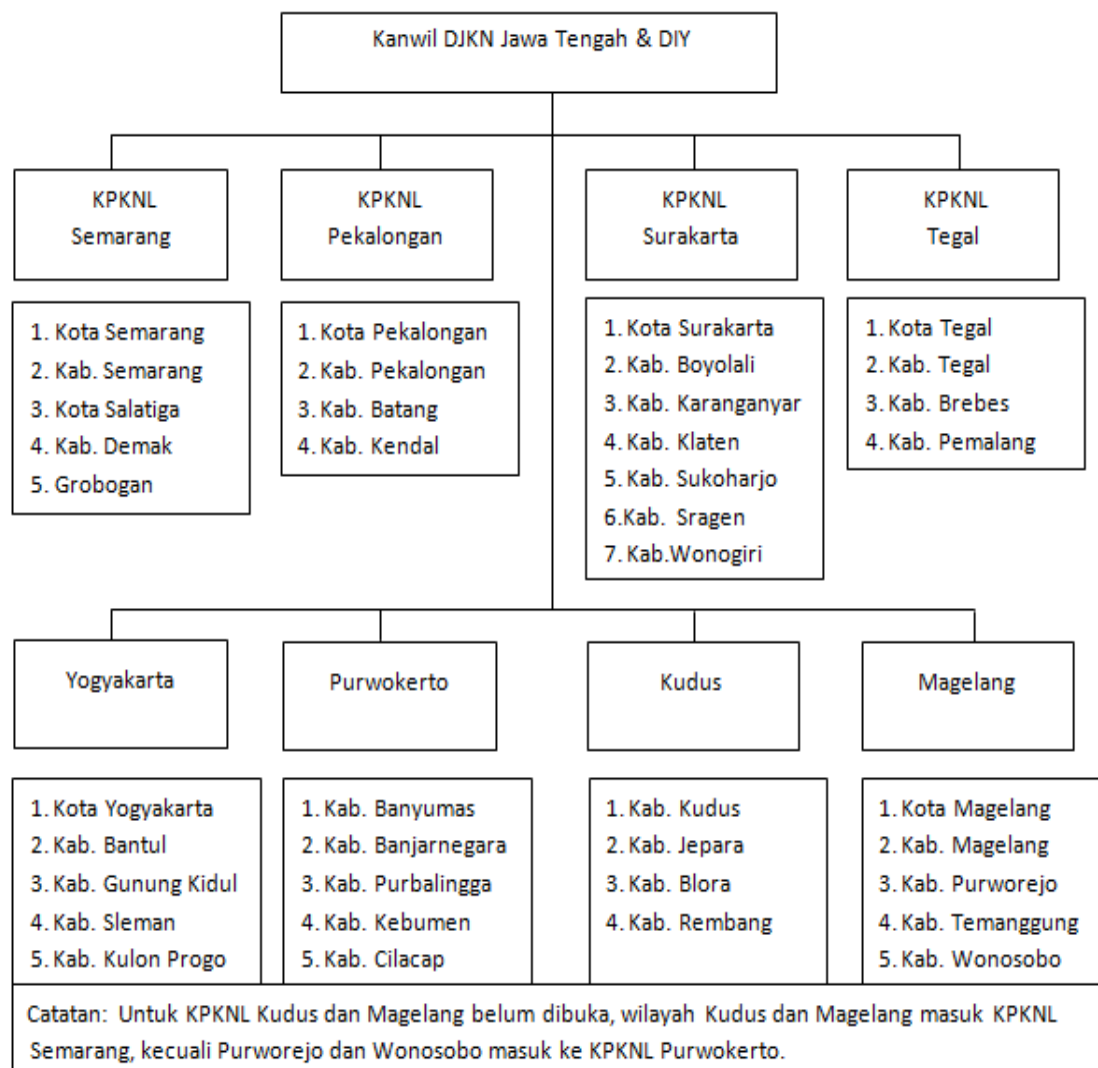 Kanwil DJKN Jawa Tengah & DIY
KPKNL
Semarang
KPKNL
Pekalongan
KPKNL
Surakarta
KPKNL
Tegal
1. Kota Semarang
2. Kab. Semarang
3. Kota Salatiga
4. Kab. Demak
5. Grobogan
1. Kota Pekalongan
2. Kab. Pekalongan
3. Kab. Batang
4. Kab. Kendal
1. Kota Surakarta
2. Kab. Boyolali
3. Kab. Karanganyar
4. Kab. Klaten
5. Kab. Sukoharjo
6.Kab. Sragen
7. Kab.Wonogiri
1. Kota Tegal
2. Kab. Tegal
3. Kab. Brebes
4. Kab. Pemalang
Yogyakarta
Purwokerto
Kudus
Magelang
1. Kota Yogyakarta
2. Kab. Bantul
3. Kab. Gunung Kidul
4. Kab. Sleman
5. Kab. Kulon Progo
1. Kab. Banyumas
2. Kab. Banjarnegara
3. Kab. Purbalingga
4. Kab. Kebumen
5. Kab. Cilacap
1. Kab. Kudus
2. Kab. Jepara
3. Kab. Blora
4. Kab. Rembang
1. Kota Magelang
2. Kab. Magelang
3. Kab. Purworejo
4. Kab. Temanggung
5. Kab. Wonosobo
Catatan: Untuk KPKNL Kudus dan Magelang belum dibuka, wilayah Kudus dan Magelang masuk KPKNL
Semarang, kecuali Purworejo dan Wonosobo masuk ke KPKNL Purwokerto.